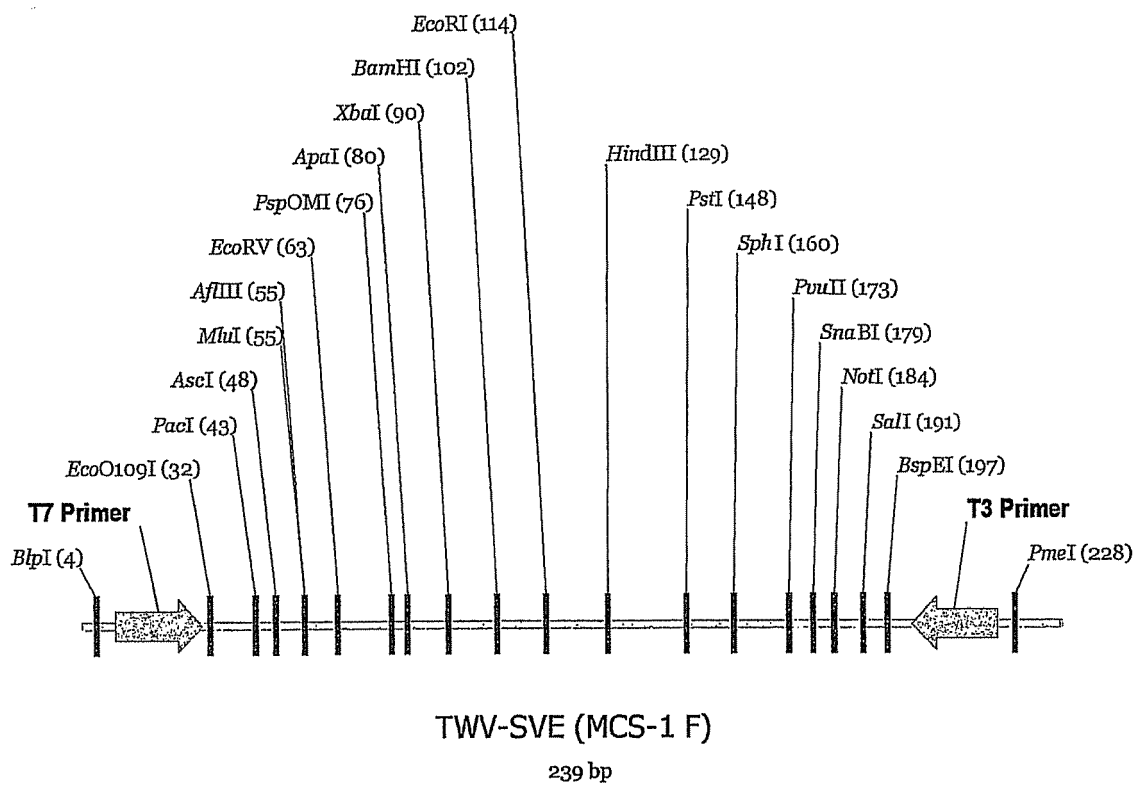 EcoRI (114)
BamHI (102)
XbaI (90)
ApaI (80)
HindIII (129)
PspOMI (76)
PstI (148)
EcoRV (63)
SphI (160)
AflIII (55)
PvuII (173)
MluI (55)
SnaBI (179)
AscI (48)
NotI (184)
PacI (43)
SalI (191)
EcoO109I (32)
BspEI (197)
T7 Primer
T3 Primer
BlpI (4)
PmeI (228)
TWV-SVE (MCS-1 F)
239 bp